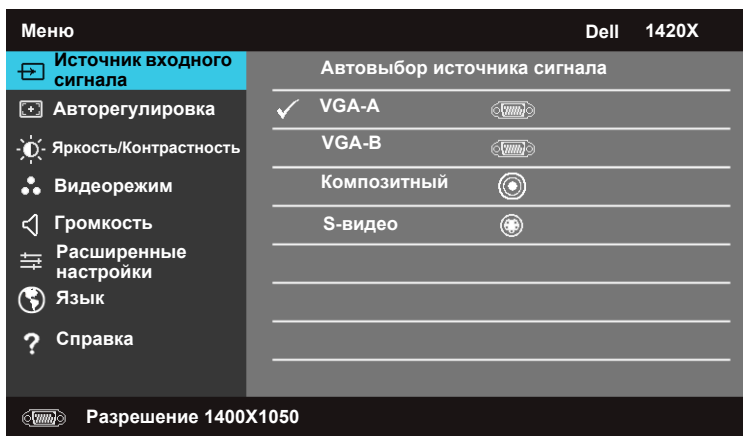 Меню
Dell 1420X
Источник входного
сигнала
Авторегулировка
Яркость/Контрастность
Видеорежим
Громкость
Расширенные
настройки
Язык
Справка
Автовыбор источника сигнала
VGA-A
VGA-B
Композитный
S-видео
Разрешение 1400X1050